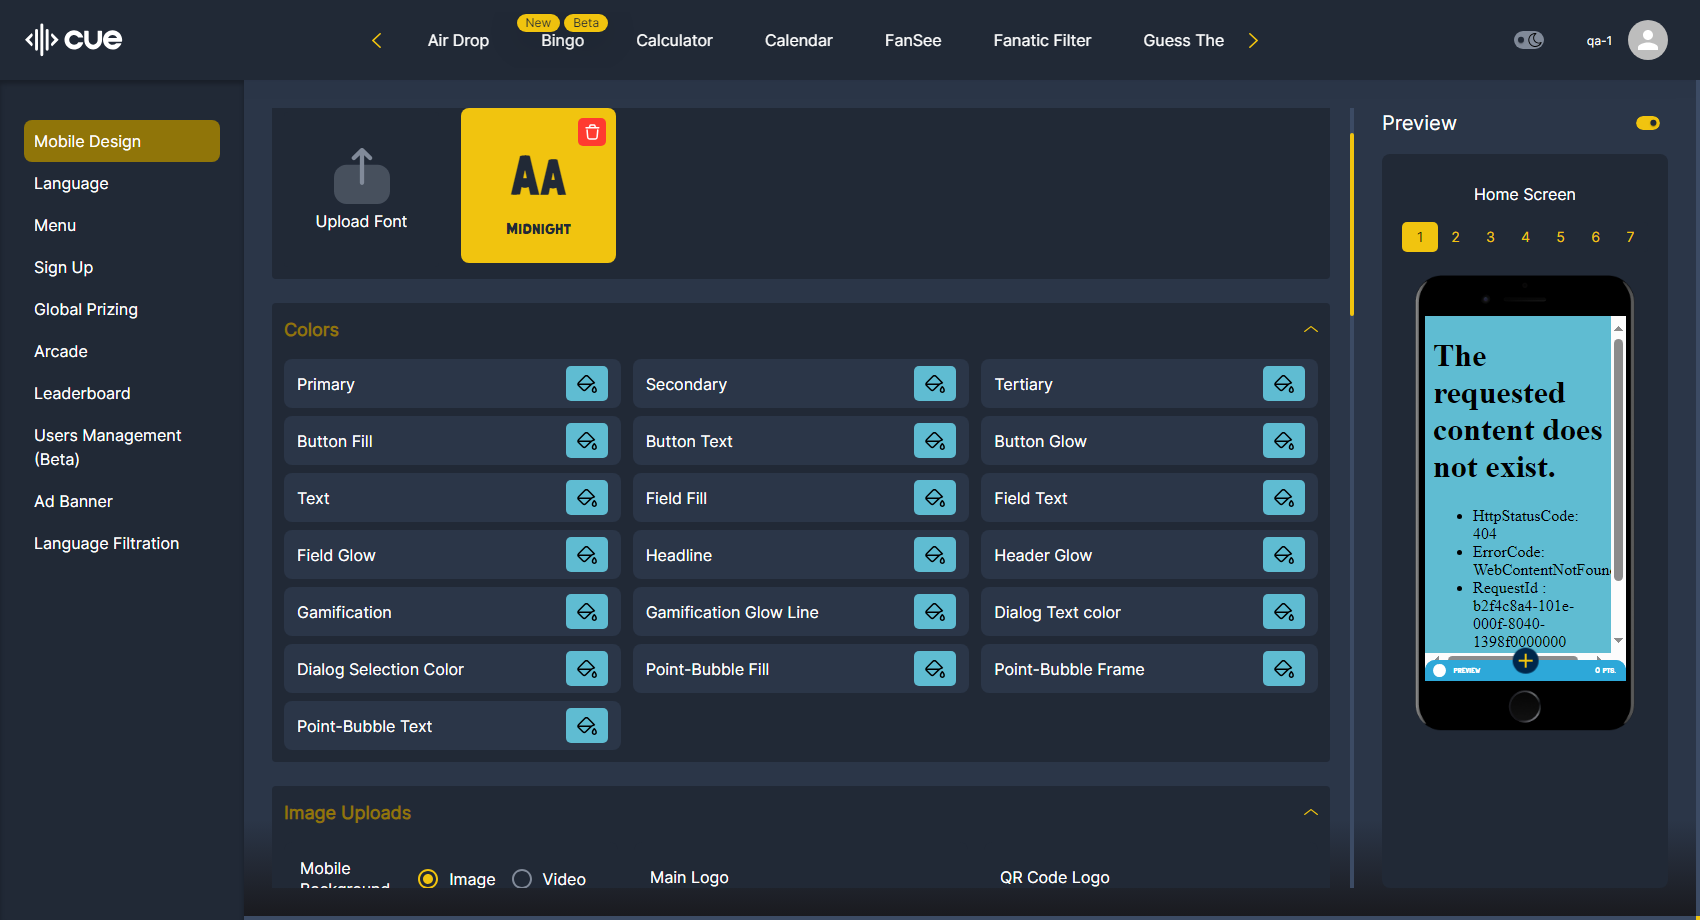 cue
New
Beta
Air Drop
Bingo
Calculator
Calendar
FanSee
Fanatic Filter
Guess The
qa-1
Mobile Design
Language
Menu
Sign Up
Global Prizing
Arcade
Leaderboard
Users Management
(Beta)
Ad Banner
Language Filtration
Upload Font
AA
MIDNIGHT
Colors
Primary
Secondary
Tertiary
Button Fill
Button Text
Button Glow
Text
Field Fill
Field Text
Field Glow
Headline
Header Glow
Gamification
Gamification Glow Line
Dialog Text color
Dialog Selection Color
Point-Bubble Fill
Point-Bubble Frame
Point-Bubble Text
Image Uploads
Mobile
Background
Image
Video
Main Logo
QR Code Logo
Preview
Home Screen
1 2 3 4 5 6 7
The
requested
content does
not exist.
• HttpStatusCode:
404
• ErrorCode:
WebContentNotFoun
• RequestId :
b2f4c8a4-101e-
000f-8040-
1398f0000000
PREVIEW
0 PTS.